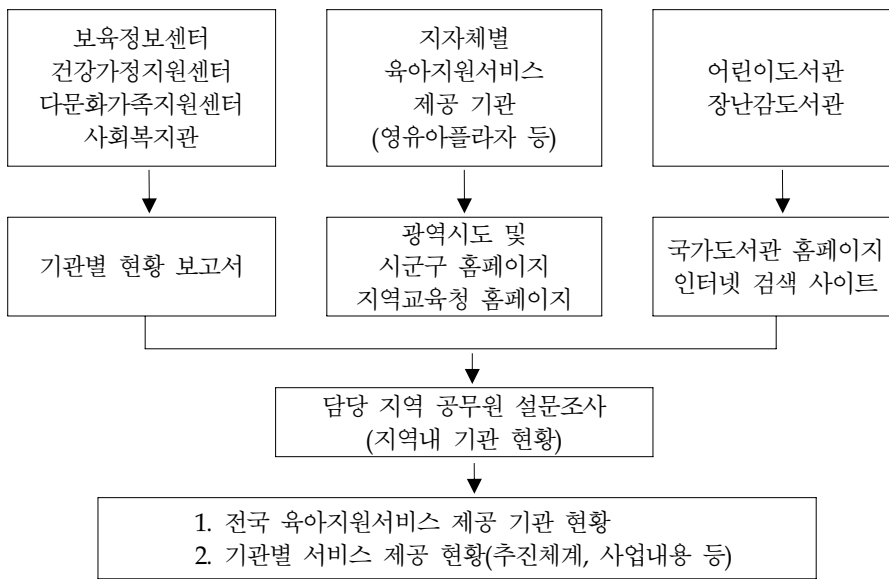 보육정보센터
건강가정지원센터
다문화가족지원센터
사회복지관
지자체별
육아지원서비스
제공 기관
(영유아플라자 등)
어린이도서관
장난감도서관
기관별 현황 보고서
광역시도 및
시군구 홈페이지
지역교육청 홈페이지
국가도서관 홈페이지
인터넷 검색 사이트
담당 지역 공무원 설문조사
(지역내 기관 현황)
1. 전국 육아지원서비스 제공 기관 현황
2. 기관별 서비스 제공 현황(추진체계, 사업내용 등)